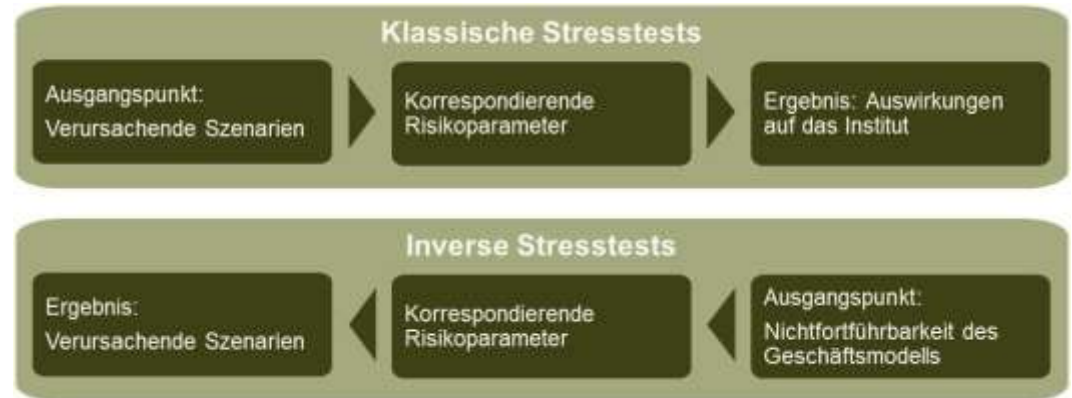 Klassische Stresstests
Ausgangspunkt:
Verursachende Szenarien
Korrespondierende
Risikoparameter
Ergebnis: Auswirkungen
auf das Institut
Inverse Stresstests
Ergebnis:
Verursachende Szenarien
Korrespondierende
Risikoparameter
Ausgangspunkt:
Nichtfortführbarkeit des
Geschäftsmodells